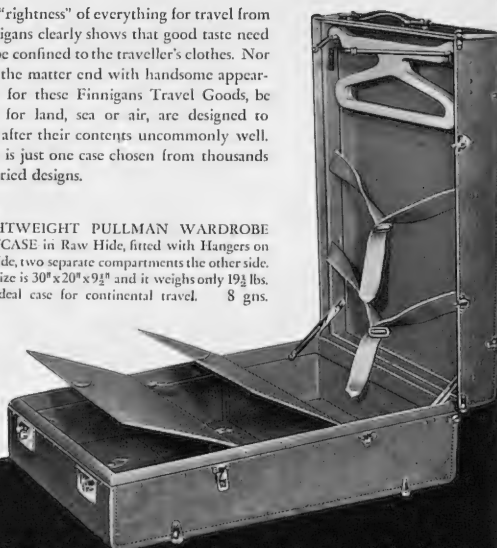 "rightness" of everything for travel from
nigans clearly shows that good taste need
be confined to the traveller's clothes. Nor
the matter end with handsome appear-
for these Finnigans Travel Goods, be
for land, sea or air, are designed to
after their contents uncommonly well.
is just one case chosen from thousands
ried designs.
HTWEIGHT PULLMAN WARDROBE
CASE in Raw Hide, fitted with Hangers on
de, two separate compartments the other side.
ize is 30" x 20" x 9½" and it weighs only 19½ lbs.
deal case for continental travel. 8 gns.